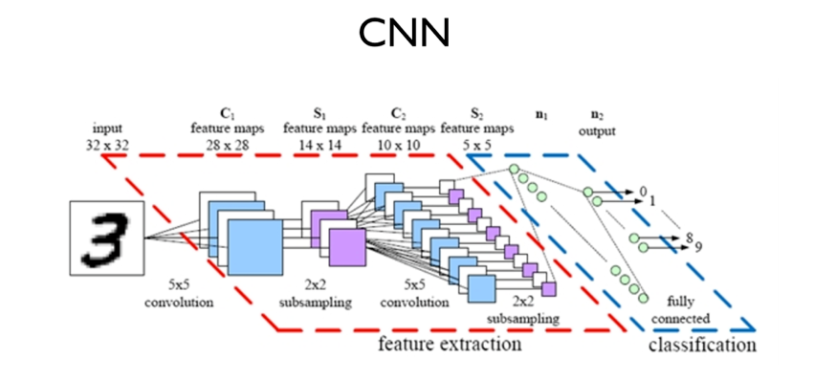 CNN
C₁ S₁ C₂ S₂ n₁ n₂
input feature maps feature maps feature maps feature maps output
32 x 32 28 x 28 14 x 14 10 x 10 5 x 5
3
0
1
8
9
5x5 2x2 5x5 2x2 fully
convolution subsampling convolution subsampling connected
feature extraction classification